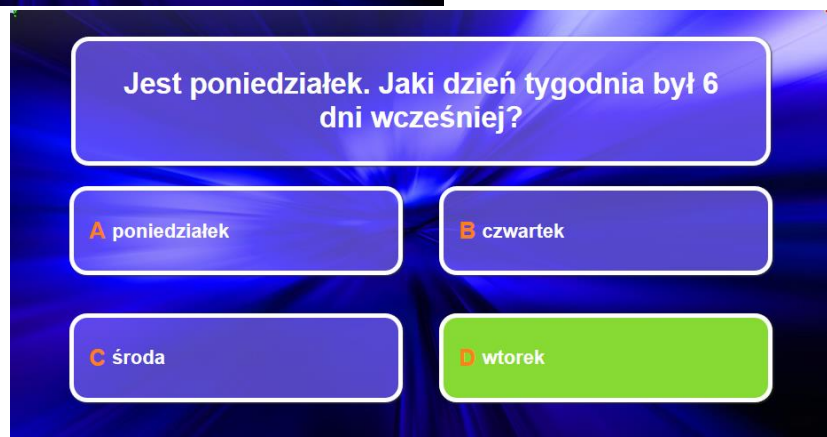 Jest poniedziałek. Jaki dzień tygodnia był 6
dni wcześniej?
A poniedziałek
B czwartek
C środa
D wtorek